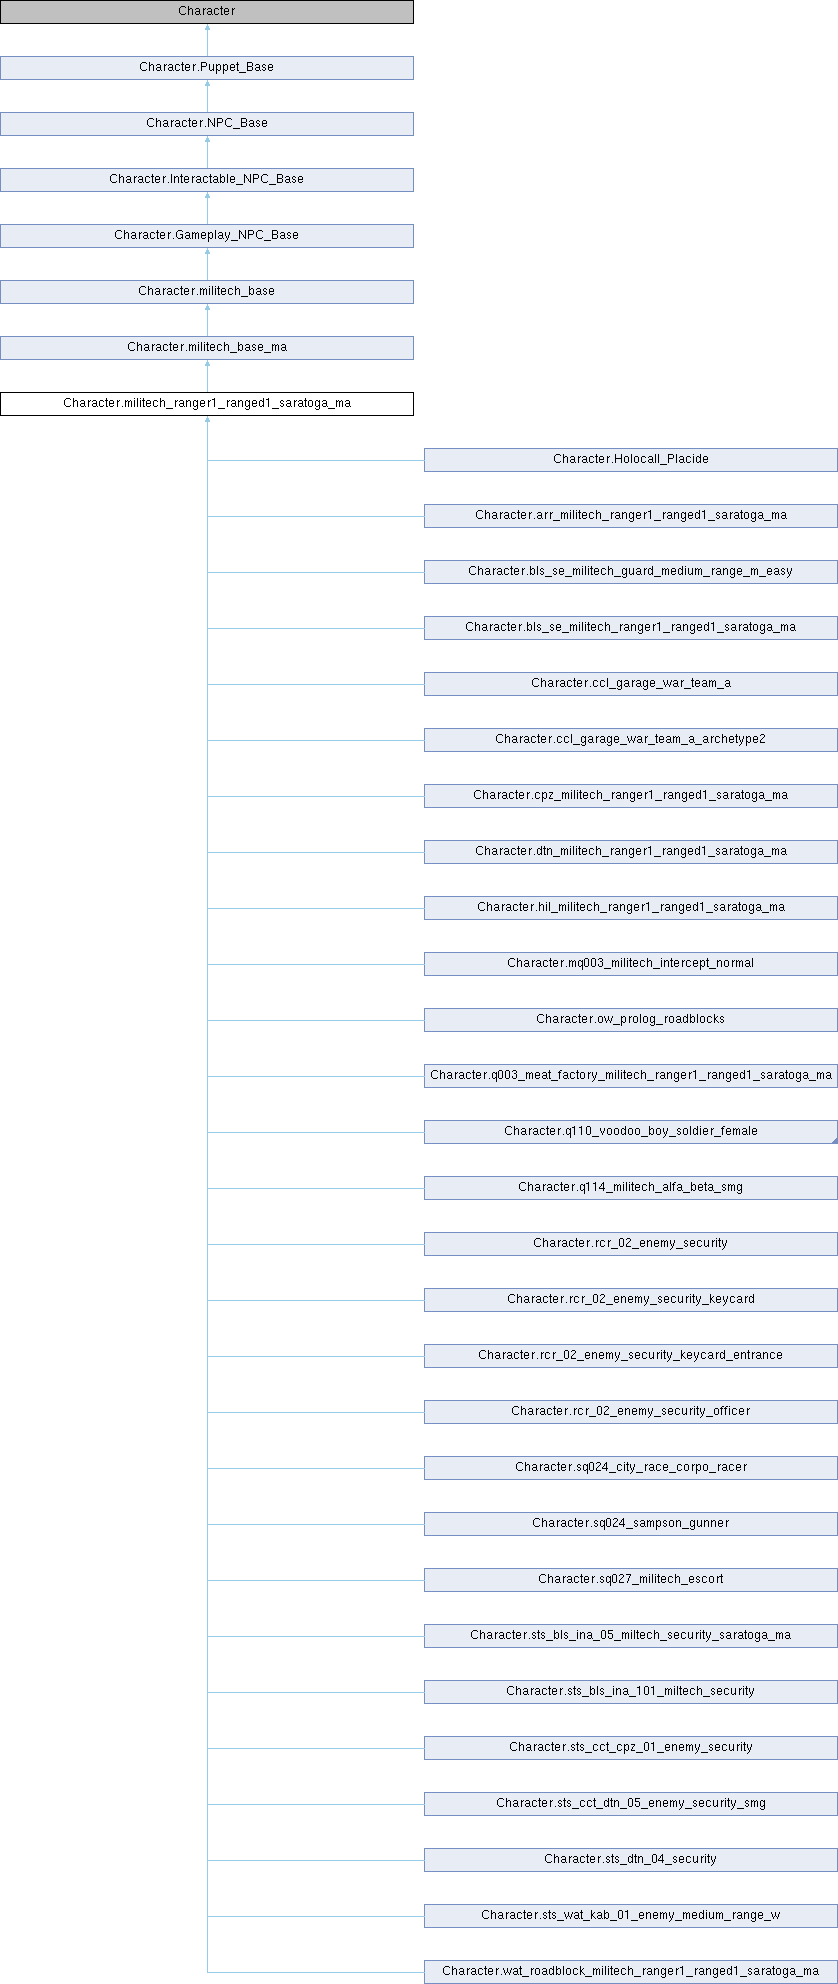 Character
Character.Puppet_Base
Character.NPC_Base
Character.Interactable_NPC_Base
Character.Gameplay_NPC_Base
Character.militech_base
Character.militech_base_ma
Character.militech_ranger1_ranged1_saratoga_ma
Character.Holocall_Placide
Character.arr_militech_ranger1_ranged1_saratoga_ma
Character.bls_se_militech_guard_medium_range_m_easy
Character.bls_se_militech_ranger1_ranged1_saratoga_ma
Character.ccl_garage_war_team_a
Character.ccl_garage_war_team_a_archetype2
Character.cpz_militech_ranger1_ranged1_saratoga_ma
Character.dtn_militech_ranger1_ranged1_saratoga_ma
Character.hil_militech_ranger1_ranged1_saratoga_ma
Character.mq003_militech_intercept_normal
Character.ow_prolog_roadblocks
Character.q003_meat_factory_militech_ranger1_ranged1_saratoga_ma
Character.q110_voodoo_boy_soldier_female
Character.q114_militech_alfa_beta_smg
Character.rcr_02_enemy_security
Character.rcr_02_enemy_security_keycard
Character.rcr_02_enemy_security_keycard_entrance
Character.rcr_02_enemy_security_officer
Character.sq024_city_race_corpo_racer
Character.sq024_sampson_gunner
Character.sq027_militech_escort
Character.sts_bls_ina_05_miltech_security_saratoga_ma
Character.sts_bls_ina_101_miltech_security
Character.sts_cct_cpz_01_enemy_security
Character.sts_cct_dtn_05_enemy_security_smg
Character.sts_dtn_04_security
Character.sts_wat_kab_01_enemy_medium_range_w
Character.wat_roadblock_militech_ranger1_ranged1_saratoga_ma